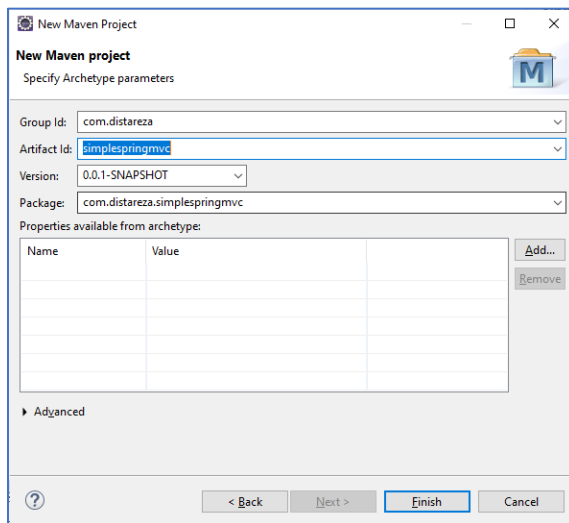 New Maven Project
New Maven project
Specify Archetype parameters
M
Group Id: com.distareza
Artifact Id: simplespringmvc
Version: 0.0.1-SNAPSHOT
Package: com.distareza.simplespringmvc
Properties available from archetype:
Name Value Add...
Remove
Advanced
? < Back Next > Finish Cancel